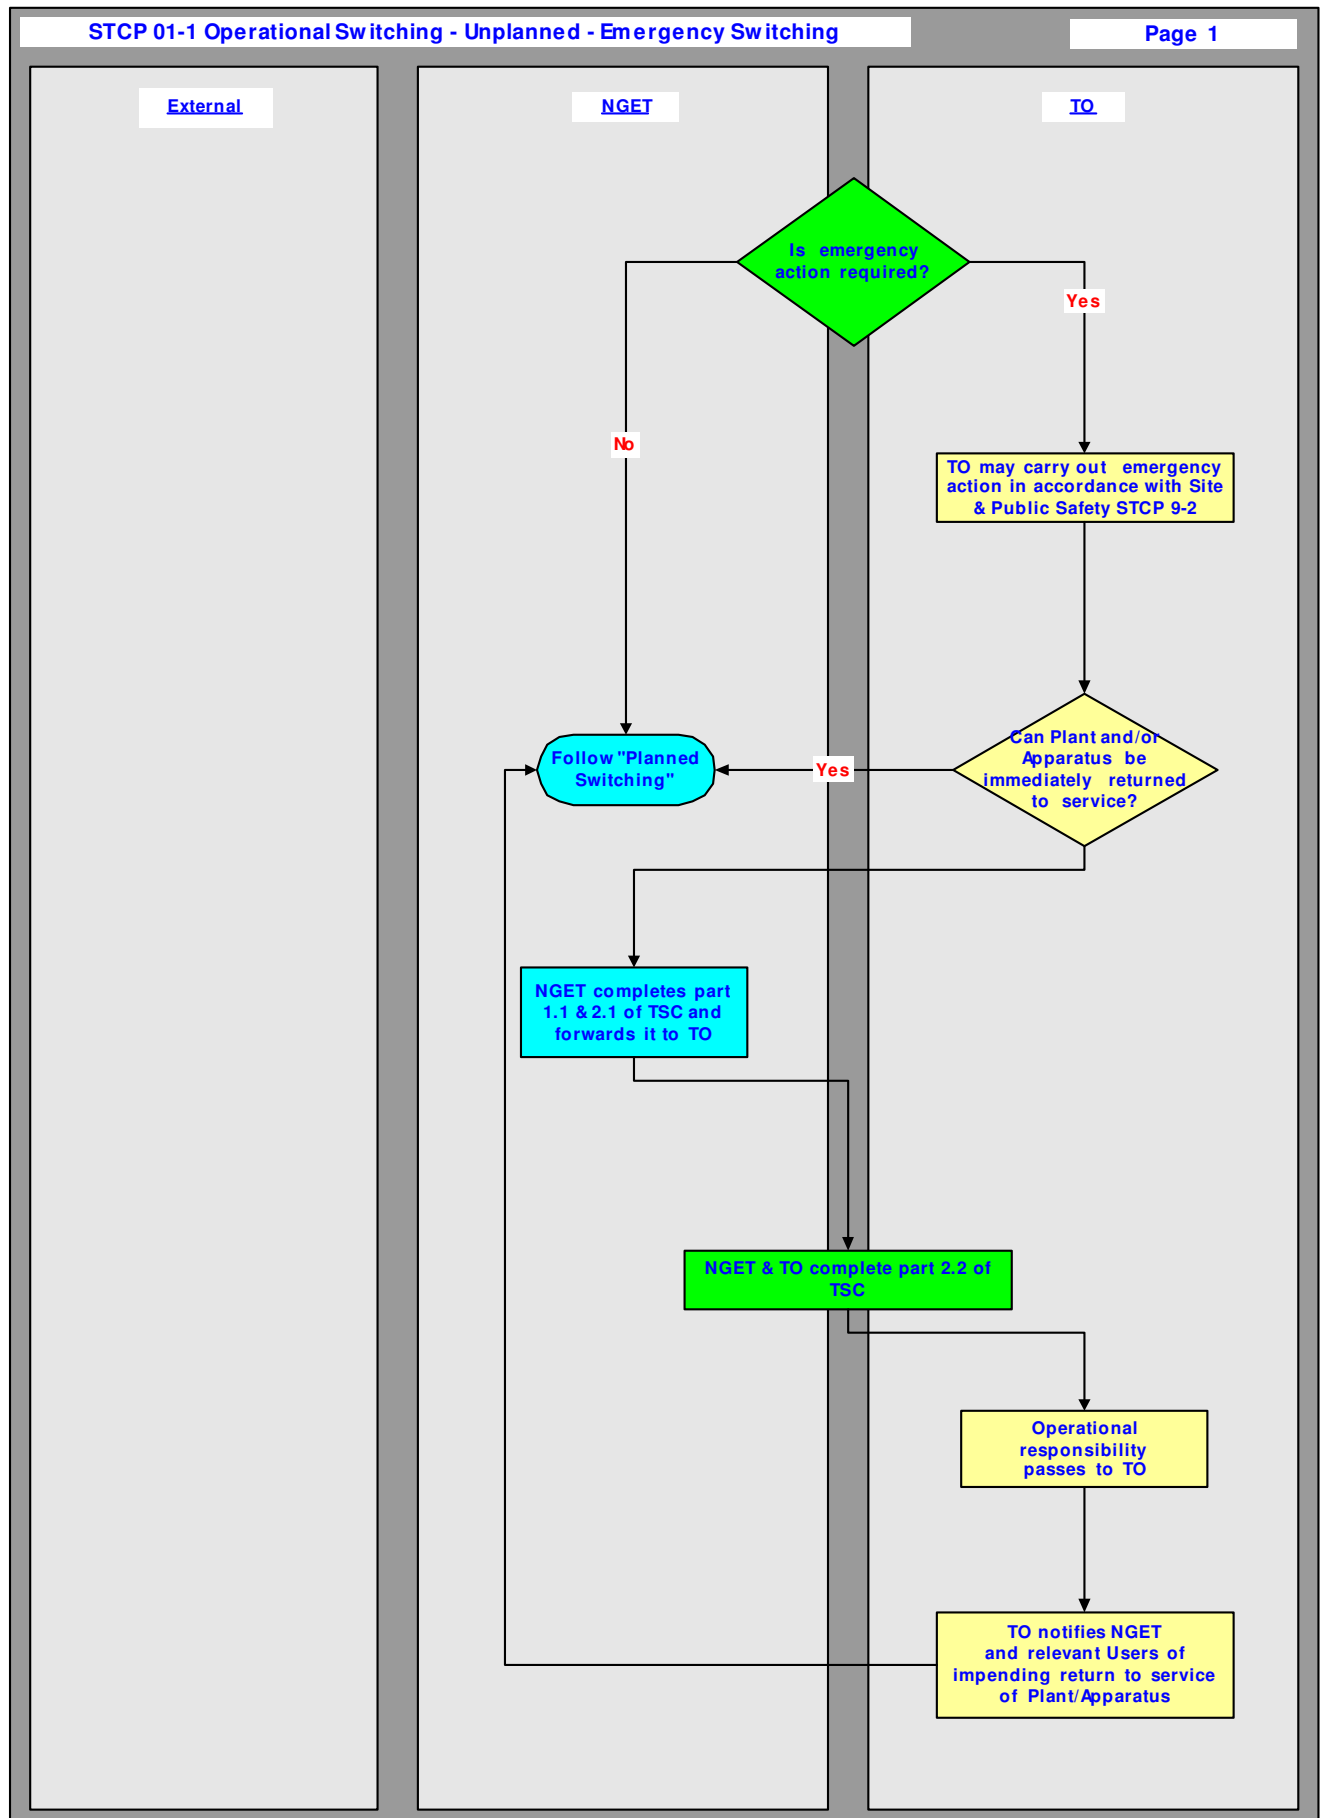 STCP 01-1 Operational Switching - Unplanned - Emergency Switching
Page 1
External
NGET
TO
Is emergency
action required?
Yes
No
TO may carry out emergency
action in accordance with Site
& Public Safety STCP 9-2
Can Plant and/or
Apparatus be
immediately returned
to service?
Yes
Follow "Planned
Switching"
NGET completes part
1.1 & 2.1 of TSC and
forwards it to TO
NGET & TO complete part 2.2 of
TSC
Operational
responsibility
passes to TO
TO notifies NGET
and relevant Users of
impending return to service
of Plant/Apparatus